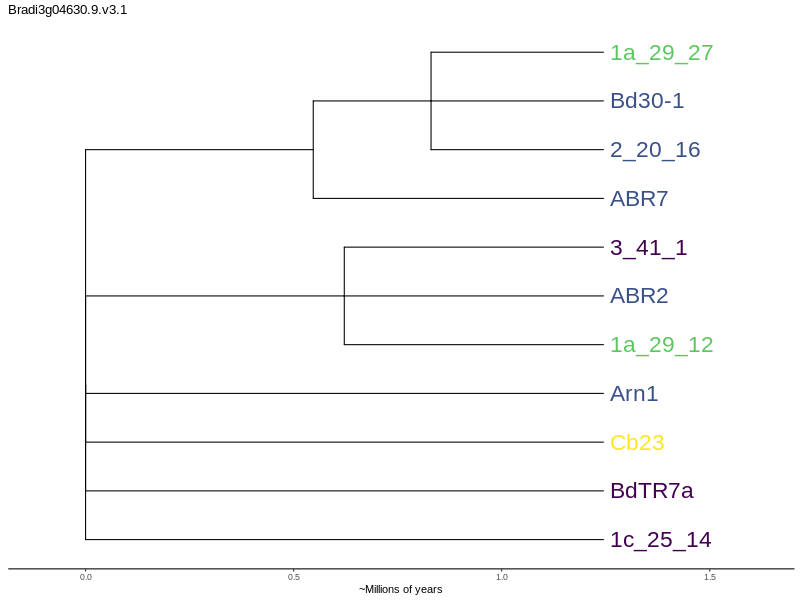 Bradi3g04630.9.v3.1
1a_29_27
Bd30-1
2_20_16
ABR7
3_41_1
ABR2
1a_29_12
Arn1
Cb23
BdTR7a
1c_25_14
0.0 0.5 1.0 1.5
~Millions of years